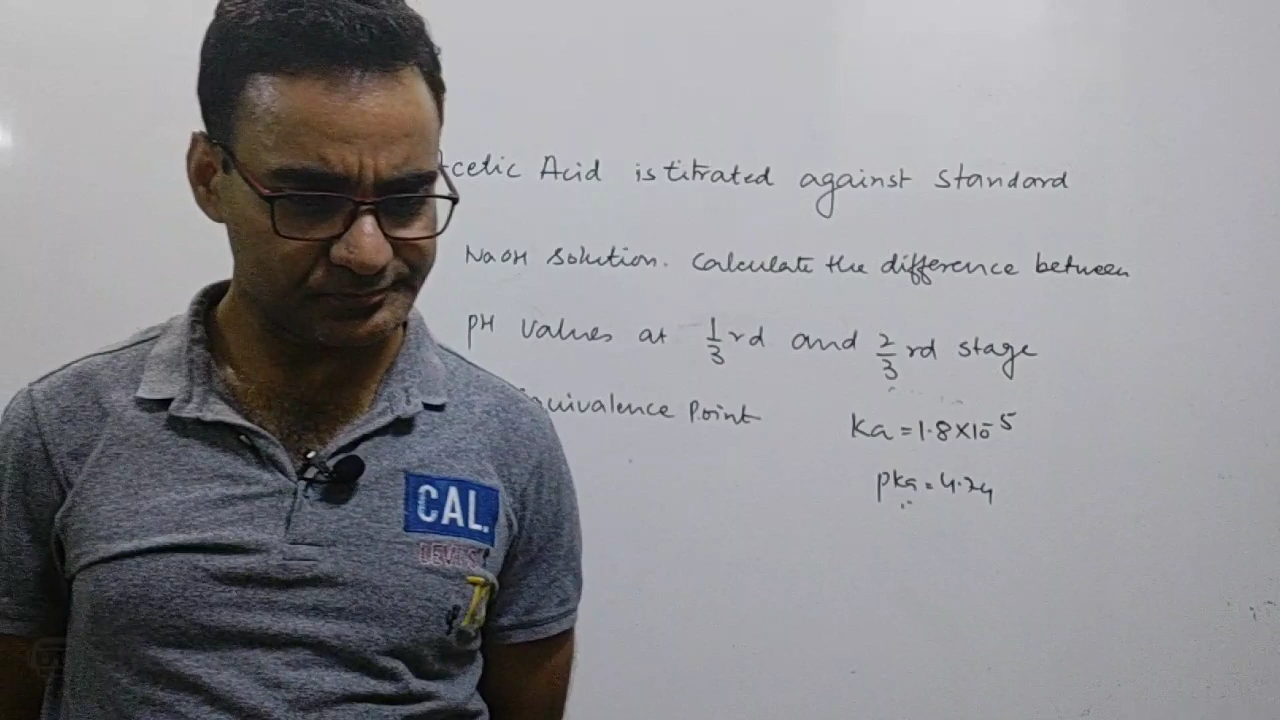 cetic Acid is titrated against Standard
NaOH Solution. Calculate the difference between
PH values at 1/3 rd and 2/3 rd stage
quivalence Point
Ka = 1.8×10⁻⁵
pka = 4.74
CAL.
LEVI'S